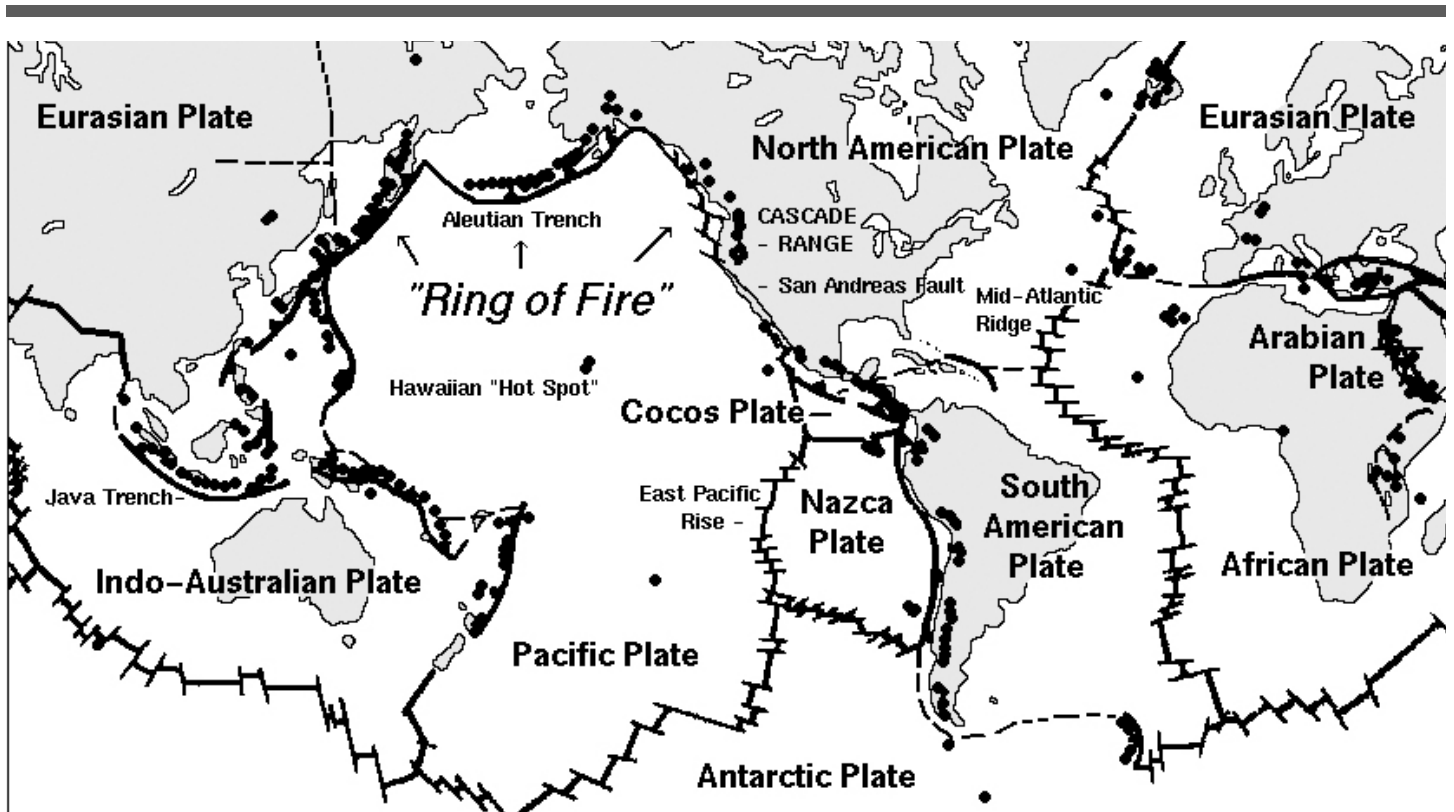 Eurasian Plate
Eurasian Plate
North American Plate
Aleutian Trench
CASCADE
- RANGE
"Ring of Fire"
- San Andreas Fault
Mid-Atlantic
Ridge
Arabian
Plate
Hawaiian "Hot Spot"
Cocos Plate
Java Trench
East Pacific
Rise -
Nazca
Plate
South
American
Plate
Indo-Australian Plate
African Plate
Pacific Plate
Antarctic Plate